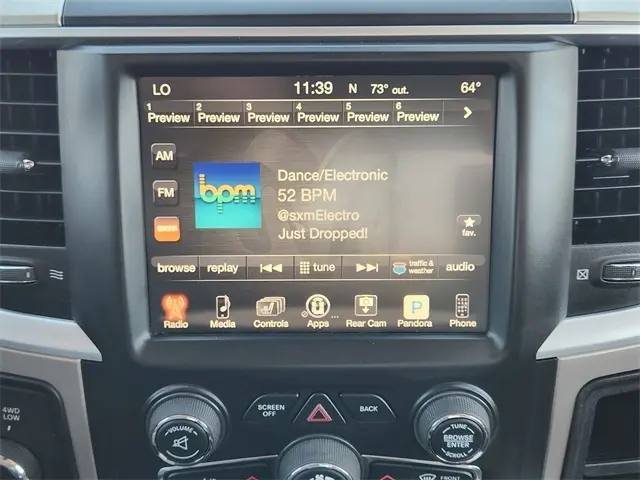 LO 11:39 N 73° out. 64°
1 2 3 4 5 6
Preview Preview Preview Preview Preview Preview
AM
FM
bpm
Dance/Electronic
52 BPM
@sxmElectro
Just Dropped!
fav.
browse replay tune traffic & weather audio
Radio Media Controls Apps ... Rear Cam Pandora Phone
P
4WD
LOW
SCREEN
OFF
BACK
VOLUME
TUNE
BROWSE
ENTER
SCROLL
FRONT